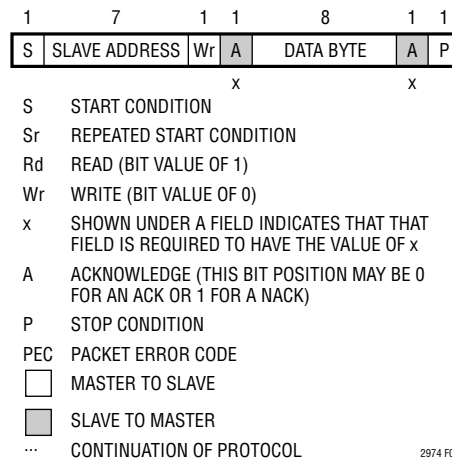 1 7 1 1 8 1 1
S SLAVE ADDRESS Wr A DATA BYTE A P
x x
S START CONDITION
Sr REPEATED START CONDITION
Rd READ (BIT VALUE OF 1)
Wr WRITE (BIT VALUE OF 0)
x SHOWN UNDER A FIELD INDICATES THAT THAT
FIELD IS REQUIRED TO HAVE THE VALUE OF x
A ACKNOWLEDGE (THIS BIT POSITION MAY BE 0
FOR AN ACK OR 1 FOR A NACK)
P STOP CONDITION
PEC PACKET ERROR CODE
MASTER TO SLAVE
SLAVE TO MASTER
... CONTINUATION OF PROTOCOL
2974